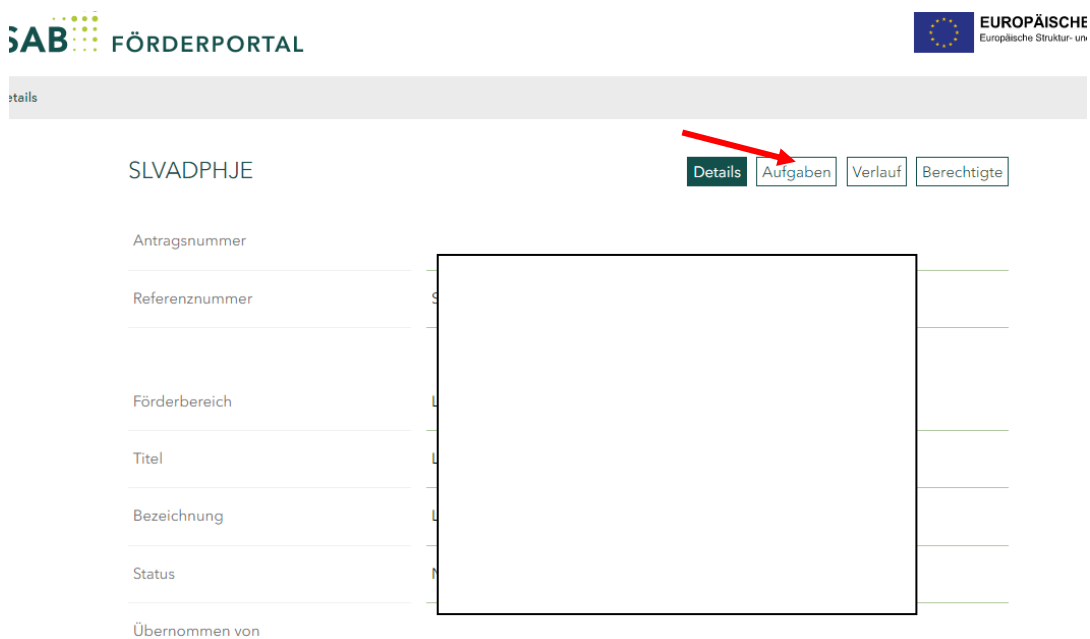 SAB FÖRDERPORTAL
EUROPÄISCHE
Europäische Struktur- und
etails
SLVADPHJE
Details Aufgaben Verlauf Berechtigte
Antragsnummer
Referenznummer
Förderbereich
Titel
Bezeichnung
Status
Übernommen von